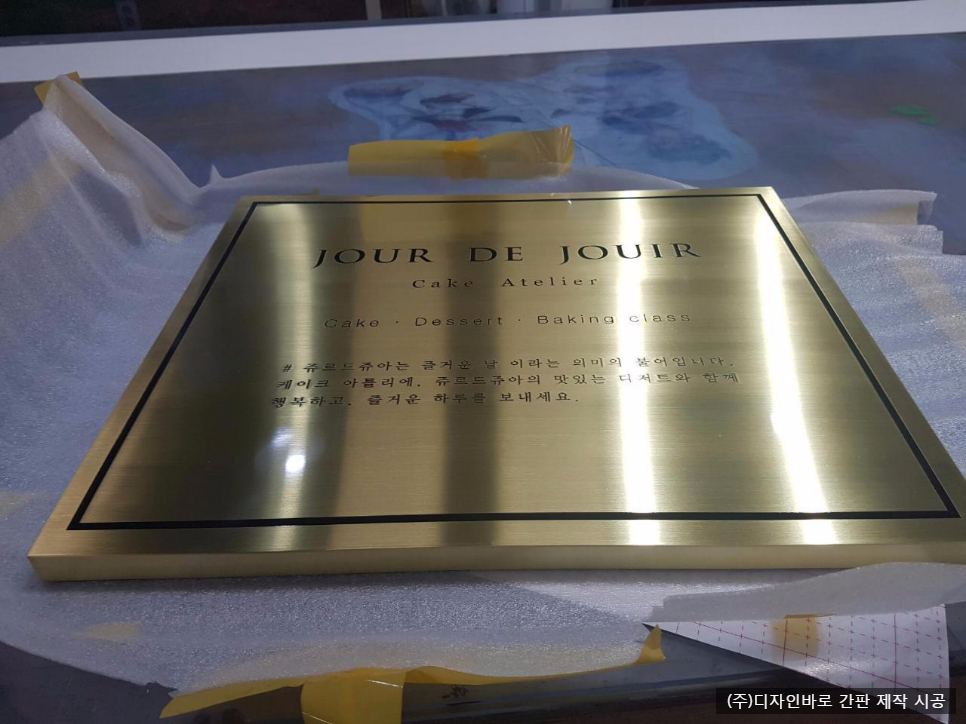 JOUR DE JOUIR
Cake Atelier
Cake · Dessert · Baking class
#쥬르드쥬아는 즐거운 날 이라는 의미의 불어입니다.
케이크 아틀리에, 쥬르드쥬아의 맛있는 디저트와 함께
행복하고, 즐거운 하루를 보내세요.
(주)디자인바로 간판 제작 시공